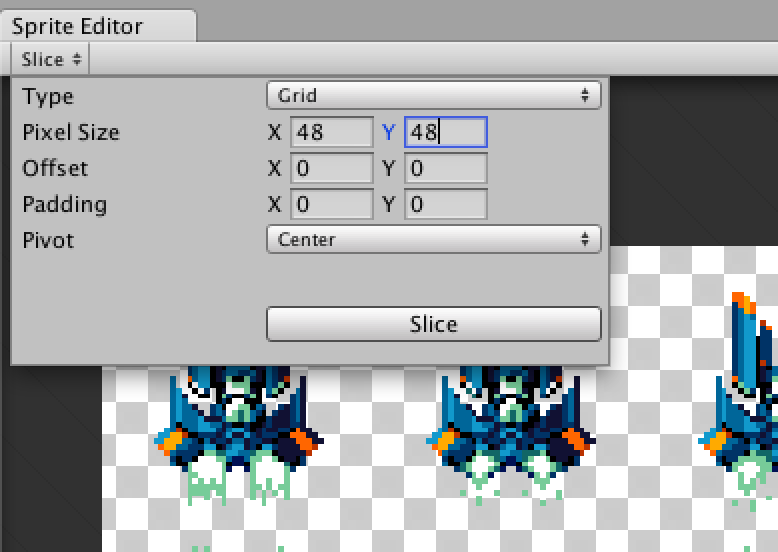 Sprite Editor
Slice
Type Grid
Pixel Size X 48 Y 48
Offset X 0 Y 0
Padding X 0 Y 0
Pivot Center
Slice